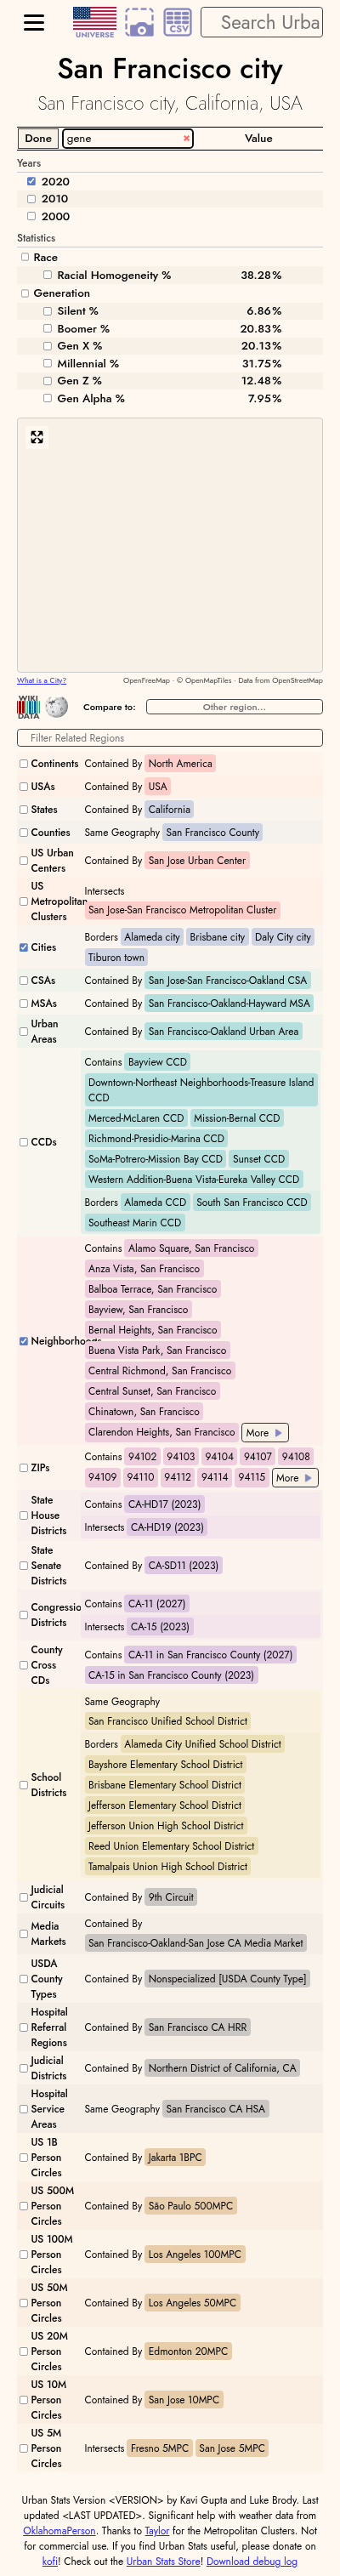 UNIVERSE
CSV
Search Urba
San Francisco city
San Francisco city, California, USA
Done gene × Value
Years
2020
2010
2000
Statistics
Race
Racial Homogeneity % 38.28%
Generation
Silent % 6.86%
Boomer % 20.83%
Gen X % 20.13%
Millennial % 31.75%
Gen Z % 12.48%
Gen Alpha % 7.95%
What is a City? OpenFreeMap · © OpenMapTiles · Data from OpenStreetMap
WIKI
DATA
Compare to: Other region...
Filter Related Regions
Continents Contained By North America
USAs Contained By USA
States Contained By California
Counties Same Geography San Francisco County
US Urban
Centers
Contained By San Jose Urban Center
US
Metropolitan
Clusters
Intersects
San Jose-San Francisco Metropolitan Cluster
Cities Borders Alameda city Brisbane city Daly City city
Tiburon town
CSAs Contained By San Jose-San Francisco-Oakland CSA
MSAs Contained By San Francisco-Oakland-Hayward MSA
Urban
Areas
Contained By San Francisco-Oakland Urban Area
CCDs
Contains Bayview CCD
Downtown-Northeast Neighborhoods-Treasure Island
CCD
Merced-McLaren CCD Mission-Bernal CCD
Richmond-Presidio-Marina CCD
SoMa-Potrero-Mission Bay CCD Sunset CCD
Western Addition-Buena Vista-Eureka Valley CCD
Borders Alameda CCD South San Francisco CCD
Southeast Marin CCD
Neighborhoods
Contains Alamo Square, San Francisco
Anza Vista, San Francisco
Balboa Terrace, San Francisco
Bayview, San Francisco
Bernal Heights, San Francisco
Buena Vista Park, San Francisco
Central Richmond, San Francisco
Central Sunset, San Francisco
Chinatown, San Francisco
Clarendon Heights, San Francisco More
ZIPs
Contains 94102 94103 94104 94107 94108
94109 94110 94112 94114 94115 More
State
House
Districts
Contains CA-HD17 (2023)
Intersects CA-HD19 (2023)
State
Senate
Districts
Contained By CA-SD11 (2023)
Congressio
Districts
Contains CA-11 (2027)
Intersects CA-15 (2023)
County
Cross
CDs
Contains CA-11 in San Francisco County (2027)
CA-15 in San Francisco County (2023)
School
Districts
Same Geography
San Francisco Unified School District
Borders Alameda City Unified School District
Bayshore Elementary School District
Brisbane Elementary School District
Jefferson Elementary School District
Jefferson Union High School District
Reed Union Elementary School District
Tamalpais Union High School District
Judicial
Circuits
Contained By 9th Circuit
Media
Markets
Contained By
San Francisco-Oakland-San Jose CA Media Market
USDA
County
Types
Contained By Nonspecialized [USDA County Type]
Hospital
Referral
Regions
Contained By San Francisco CA HRR
Judicial
Districts
Contained By Northern District of California, CA
Hospital
Service
Areas
Same Geography San Francisco CA HSA
US 1B
Person
Circles
Contained By Jakarta 1BPC
US 500M
Person
Circles
Contained By São Paulo 500MPC
US 100M
Person
Circles
Contained By Los Angeles 100MPC
US 50M
Person
Circles
Contained By Los Angeles 50MPC
US 20M
Person
Circles
Contained By Edmonton 20MPC
US 10M
Person
Circles
Contained By San Jose 10MPC
US 5M
Person
Circles
Intersects Fresno 5MPC San Jose 5MPC
Urban Stats Version <VERSION> by Kavi Gupta and Luke Brody. Last
updated <LAST UPDATED>. Significant help with weather data from
OklahomaPerson. Thanks to Taylor for the Metropolitan Clusters. Not
for commercial use. If you find Urban Stats useful, please donate on
kofi! Check out the Urban Stats Store! Download debug log